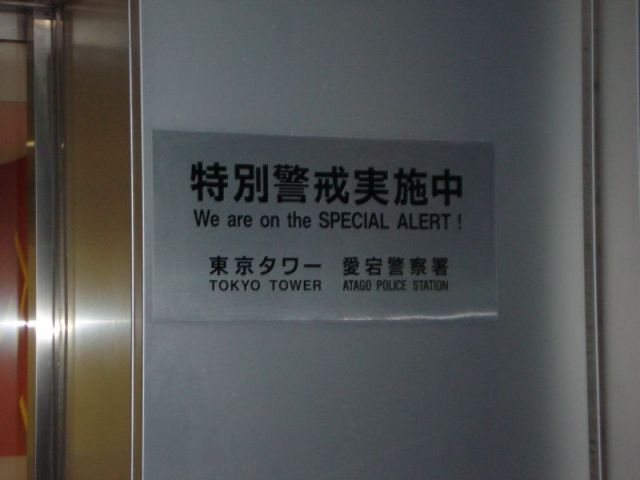 特別警戒実施中
We are on the SPECIAL ALERT !
東京タワー 愛宕警察署
TOKYO TOWER ATAGO POLICE STATION